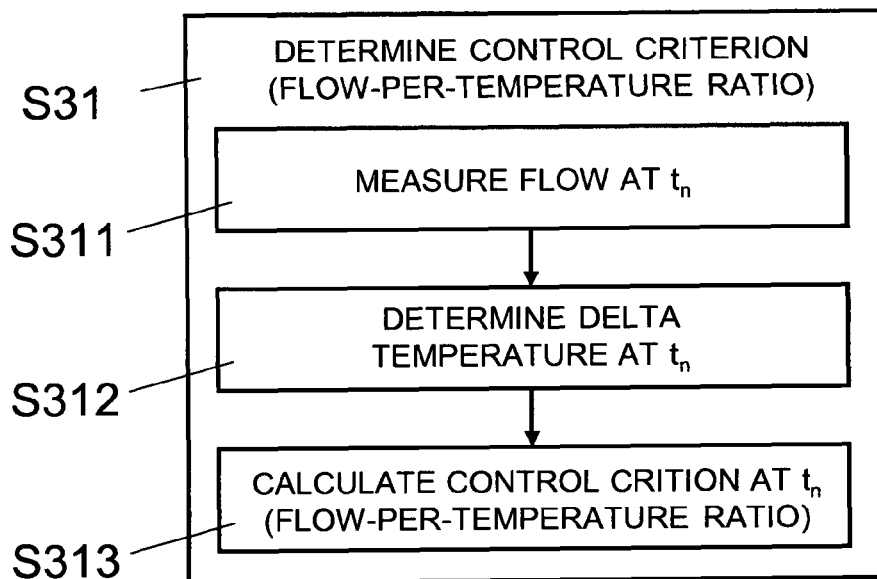 DETERMINE CONTROL CRITERION
(FLOW-PER-TEMPERATURE RATIO)
S31
MEASURE FLOW AT tn
S311
DETERMINE DELTA
TEMPERATURE AT tn
S312
CALCULATE CONTROL CRITION AT tn
(FLOW-PER-TEMPERATURE RATIO)
S313